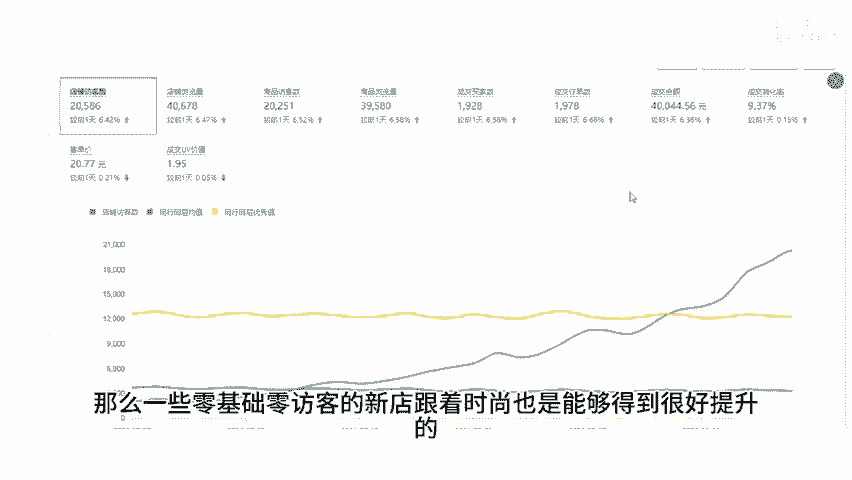 店铺访客数 店铺浏览量 商品访客数 商品浏览量 成交买家数 成交订单数 成交金额 成交转化率
20,586 40,678 20,251 39,580 1,928 1,978 40,044.56 元 9.37%
较前1天 6.42% 较前1天 6.47% 较前1天 6.52% 较前1天 6.58% 较前1天 6.58% 较前1天 6.68% 较前1天 6.36% 较前1天 0.15%
客单价 成交UV价值
20.77 元 1.95
较前1天 0.21% 较前1天 0.05%
店铺访客数 同行同层均值 同行同层优秀值
21,000
18,000
15,000
12,000
9,000
6,000
那么一些零基础零访客的新店跟着时尚也是能够得到很好提升
的
0